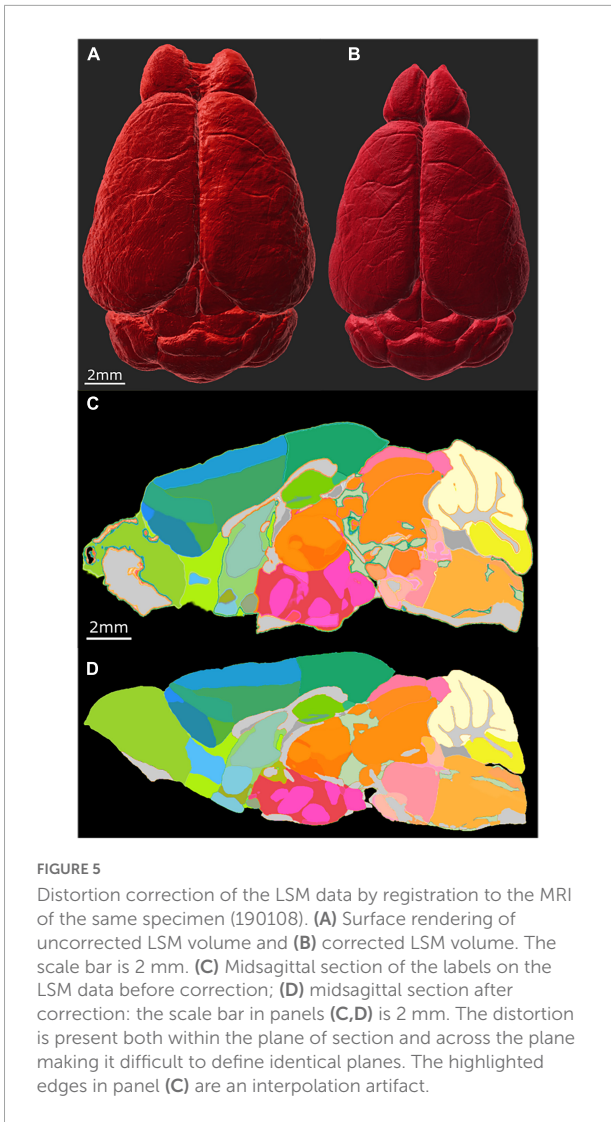 A
B
2mm
C
2mm
D
FIGURE 5
Distortion correction of the LSM data by registration to the MRI
of the same specimen (190108). (A) Surface rendering of
uncorrected LSM volume and (B) corrected LSM volume. The
scale bar is 2 mm. (C) Midsagittal section of the labels on the
LSM data before correction; (D) midsagittal section after
correction: the scale bar in panels (C,D) is 2 mm. The distortion
is present both within the plane of section and across the plane
making it difficult to define identical planes. The highlighted
edges in panel (C) are an interpolation artifact.